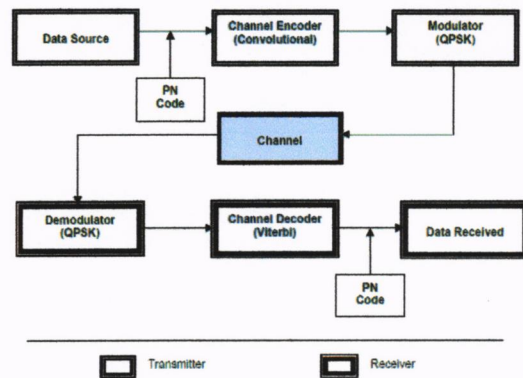 Data Source
Channel Encoder
(Convolutional)
Modulator
(QPSK)
PN
Code
Channel
Demodulator
(QPSK)
Channel Decoder
(Viterbi)
Data Received
PN
Code
Transmitter
Receiver